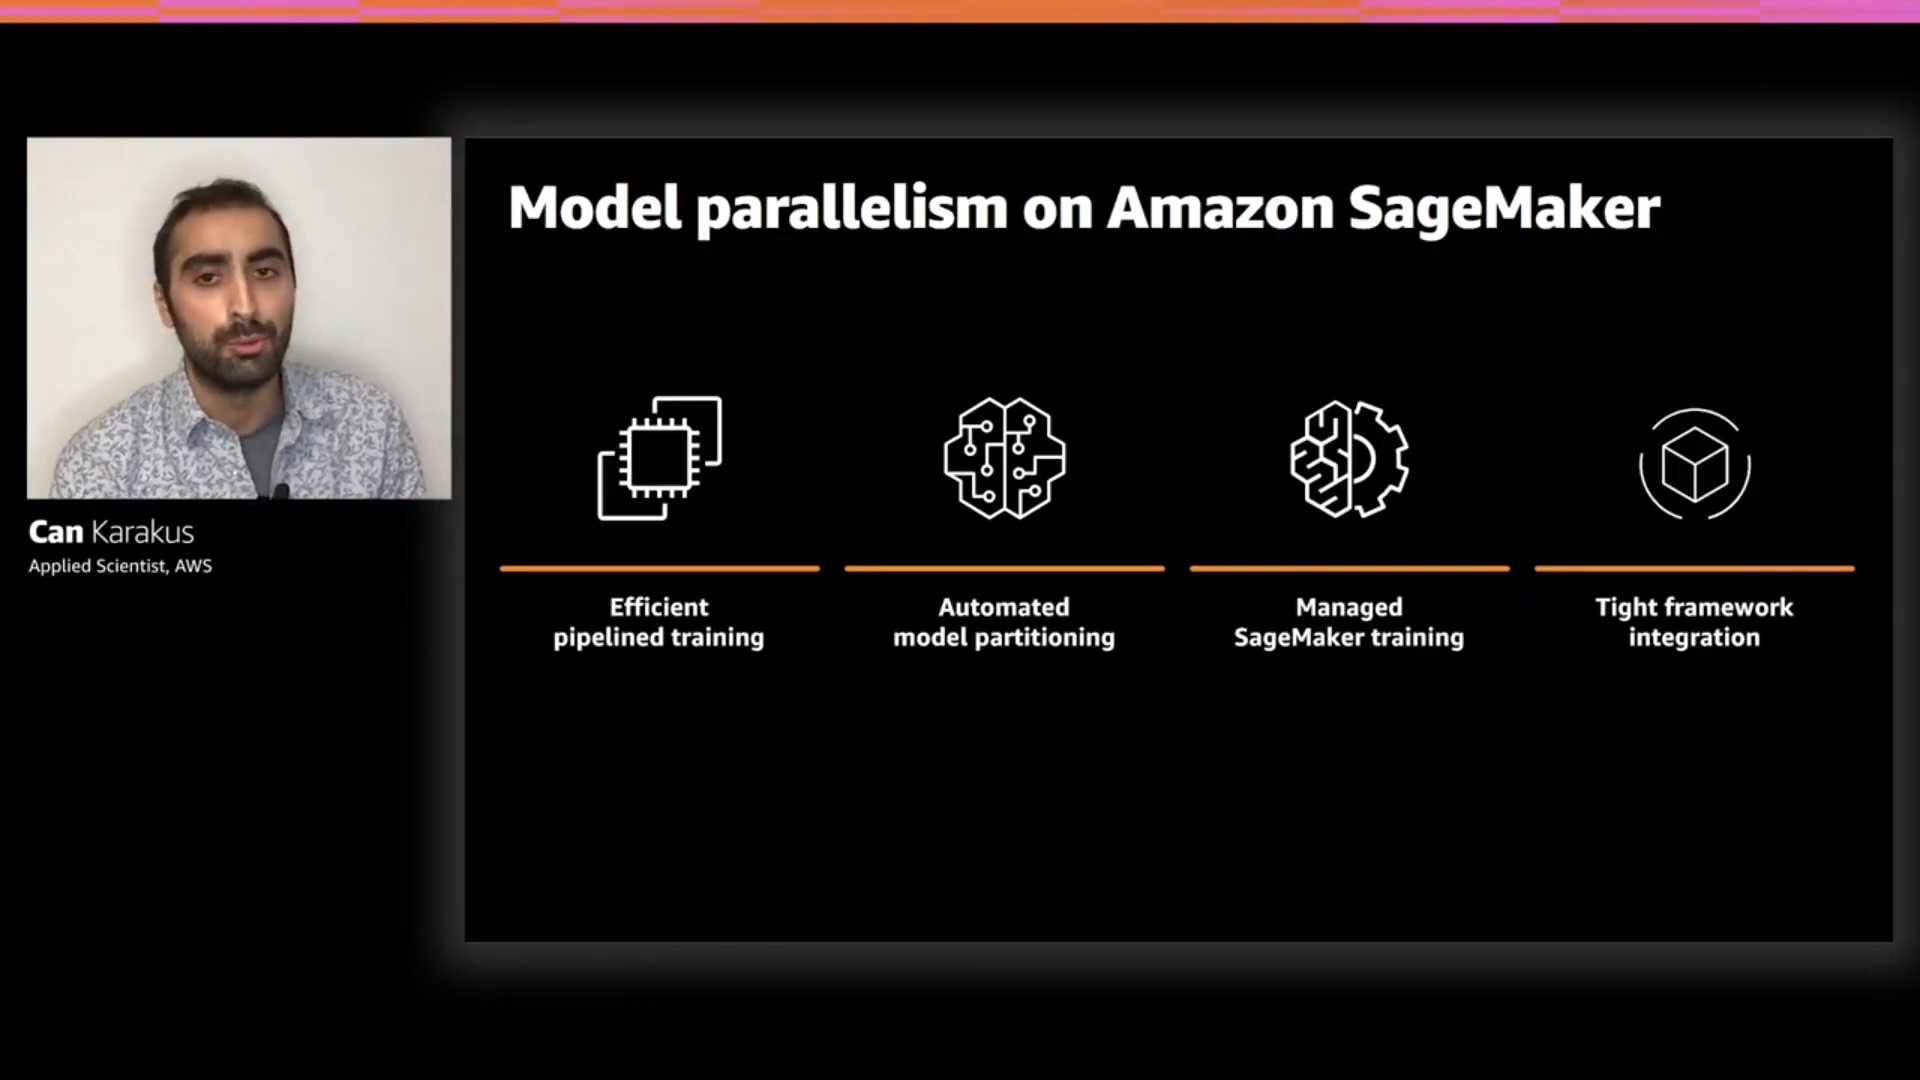 Model parallelism on Amazon SageMaker
Can Karakus
Applied Scientist, AWS
Efficient
pipelined training
Automated
model partitioning
Managed
SageMaker training
Tight framework
integration